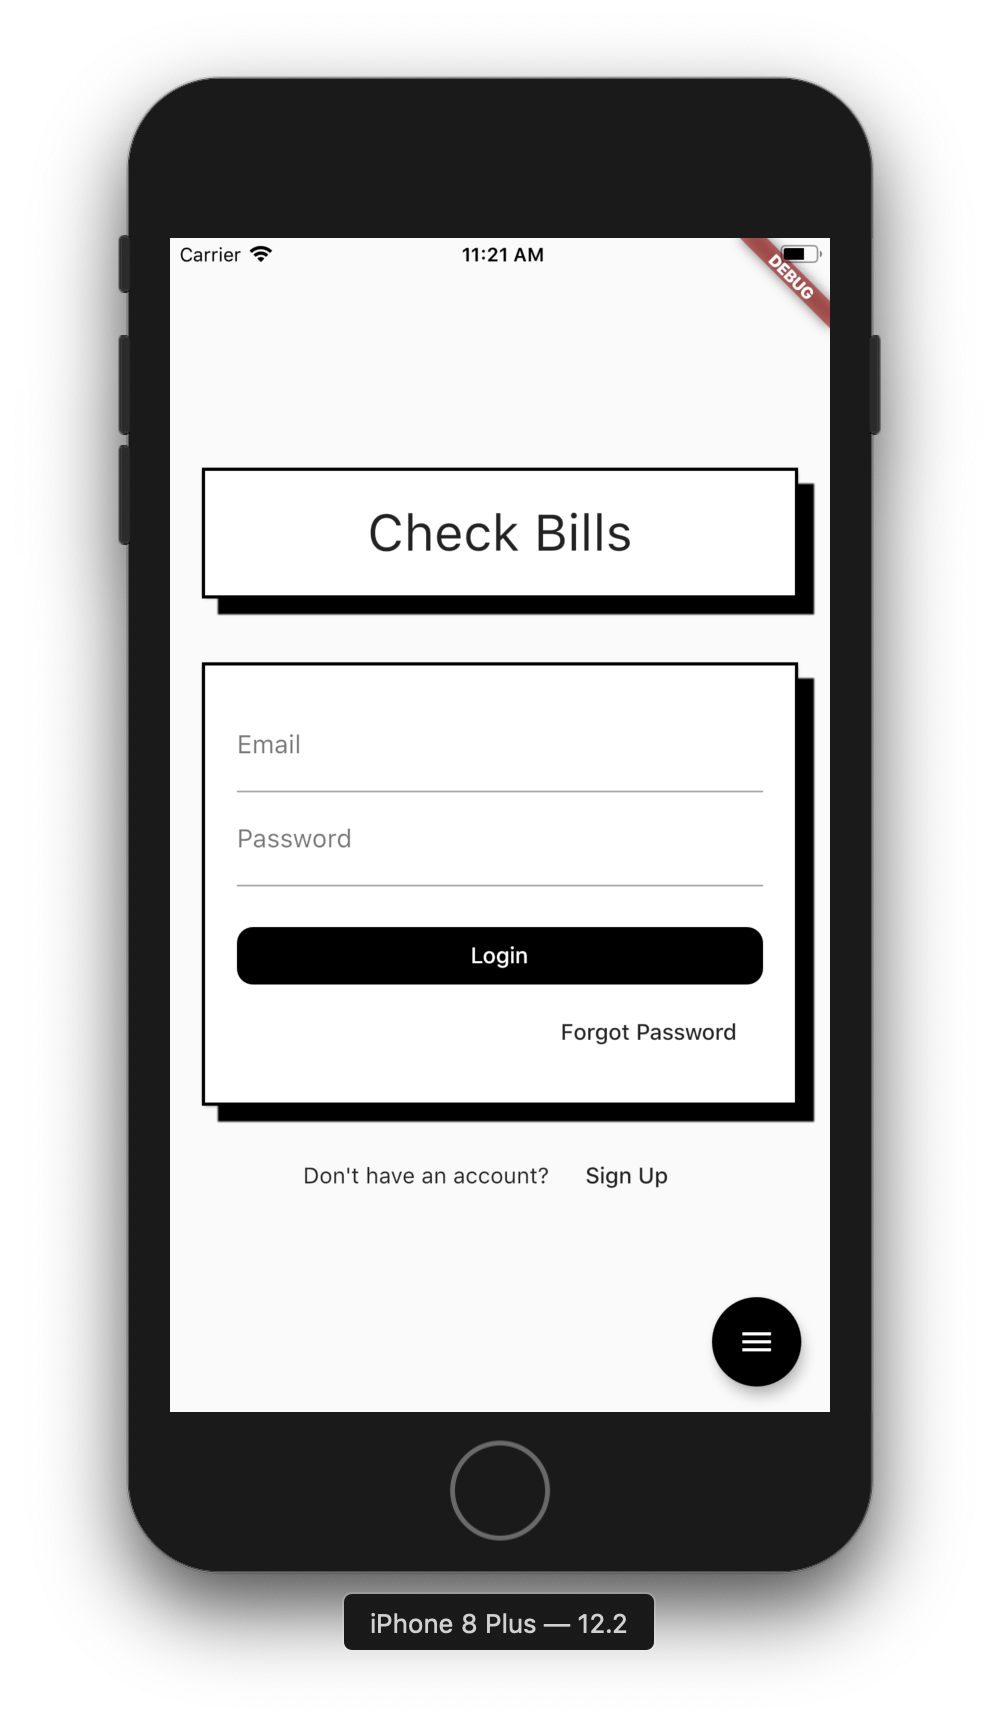 Carrier 11:21 AM
DEBUG
Check Bills
Email
Password
Login
Forgot Password
Don't have an account? Sign Up
iPhone 8 Plus — 12.2